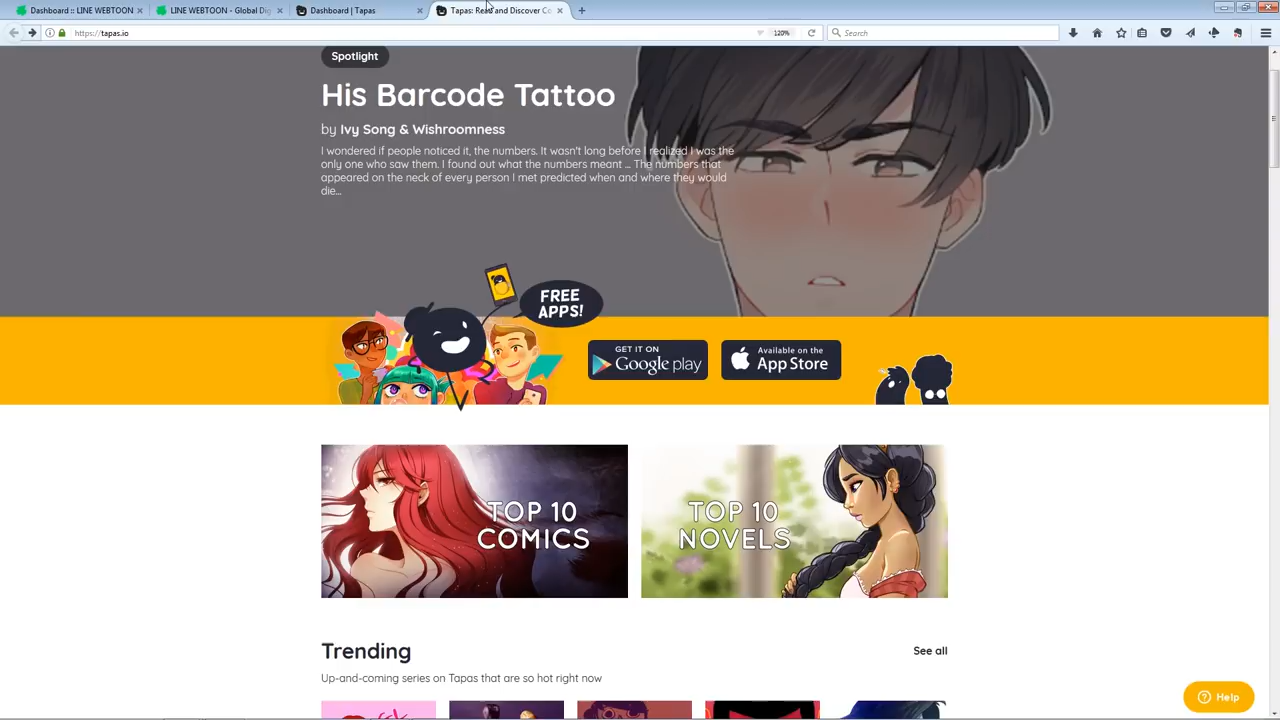 Dashboard :: LINE WEBTOON
LINE WEBTOON - Global Dig
Dashboard | Tapas
Tapas: Read and Discover Co
https://tapas.io
120%
Search
Spotlight
His Barcode Tattoo
by Ivy Song & Wishroomness
I wondered if people noticed it, the numbers. It wasn't long before I realized I was the
only one who saw them. I found out what the numbers meant ... The numbers that
appeared on the neck of every person I met predicted when and where they would
die...
FREE
APPS!
GET IT ON
Google play
Available on the
App Store
TOP 10
COMICS
TOP 10
NOVELS
Trending
See all
Up-and-coming series on Tapas that are so hot right now
Help